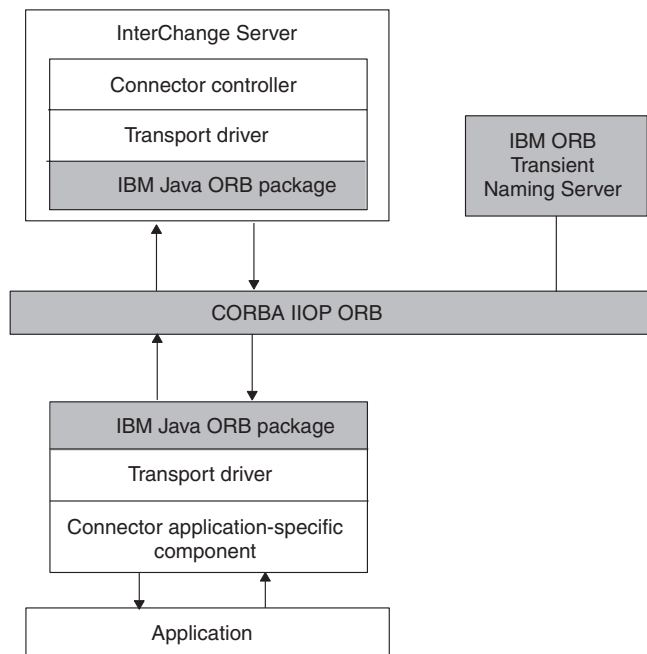 InterChange Server
Connector controller
Transport driver
IBM Java ORB package
IBM ORB
Transient
Naming Server
CORBA IIOP ORB
IBM Java ORB package
Transport driver
Connector application-specific
component
Application